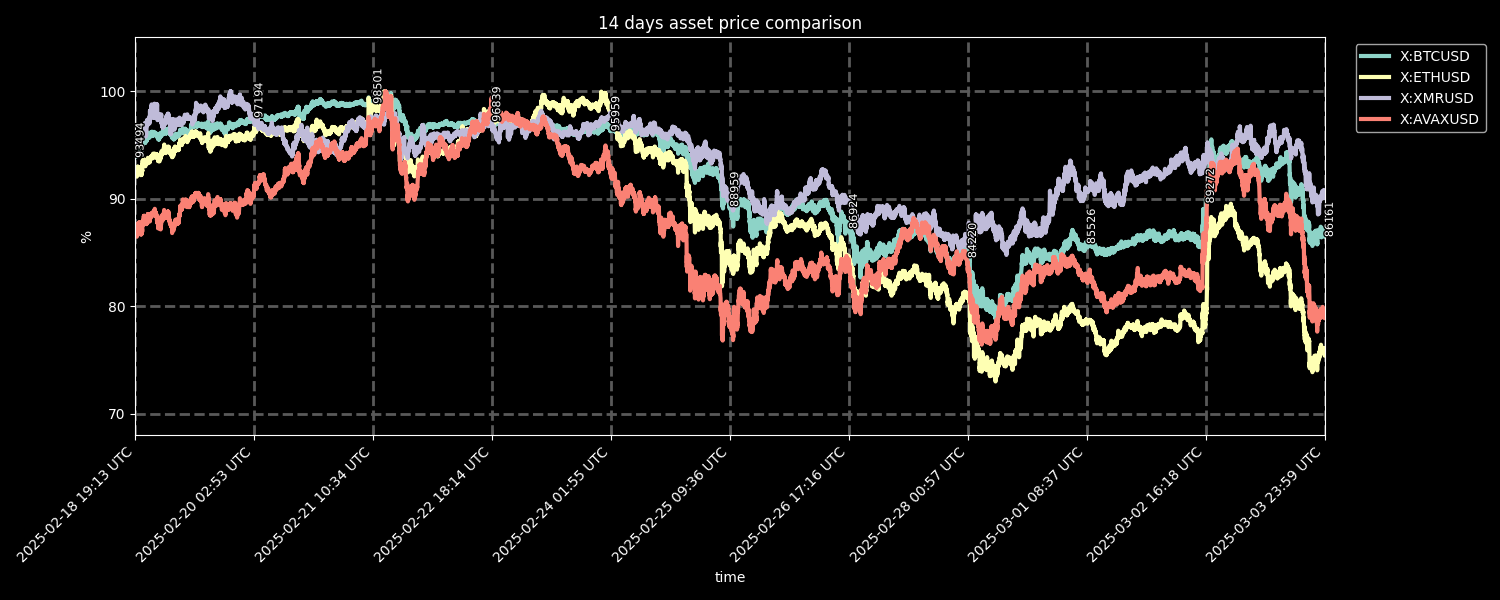 14 days asset price comparison
X:BTCUSD
X:ETHUSD
X:XMRUSD
X:AVAXUSD
%
100
90
80
70
93494
97194
98501
96839
95959
88959
86924
84220
85526
89272
86161
2025-02-18 19:13 UTC
2025-02-20 02:53 UTC
2025-02-21 10:34 UTC
2025-02-22 18:14 UTC
2025-02-24 01:55 UTC
2025-02-25 09:36 UTC
2025-02-26 17:16 UTC
2025-02-28 00:57 UTC
2025-03-01 08:37 UTC
2025-03-02 16:18 UTC
2025-03-03 23:59 UTC
time